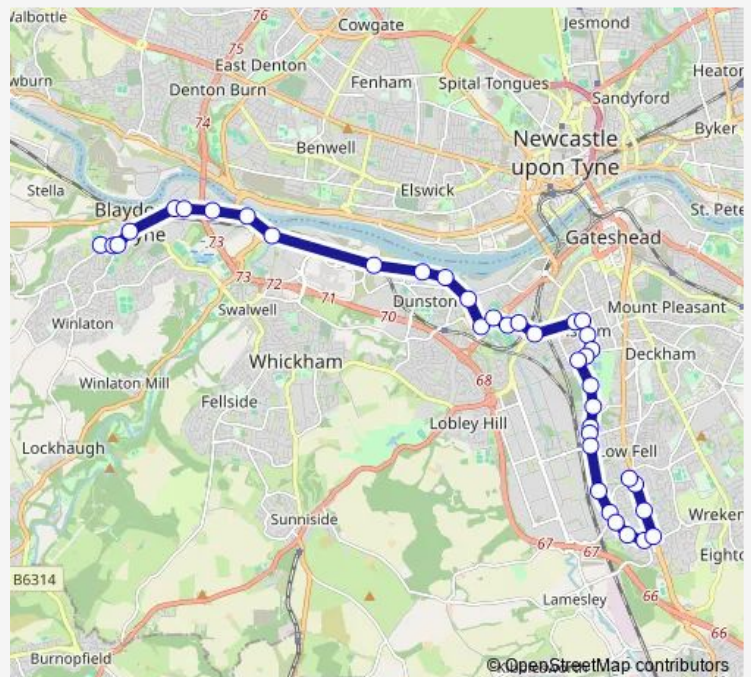 Walbottle
76
Cowgate
Jesmond
75
East Denton
Heaton
wburn
Denton Burn
Fenham
Spital Tongues
Sandyford
74
Newcastle
upon Tyne
Byker
Benwell
Stella
Elswick
Blaydo
St. Pete
yne
Gateshead
73
73
72
Swalwell
71
Dunston
Mount Pleasant
70
Winlaton
Whickham
Deckham
68
Winlaton Mill
Fellside
Lobley Hill
Lockhaugh
Low Fell
Sunniside
Wreken
67
67
Eighto
B6314
Lamesley
66
66
Burnopfield
© OpenStreetMap contributors